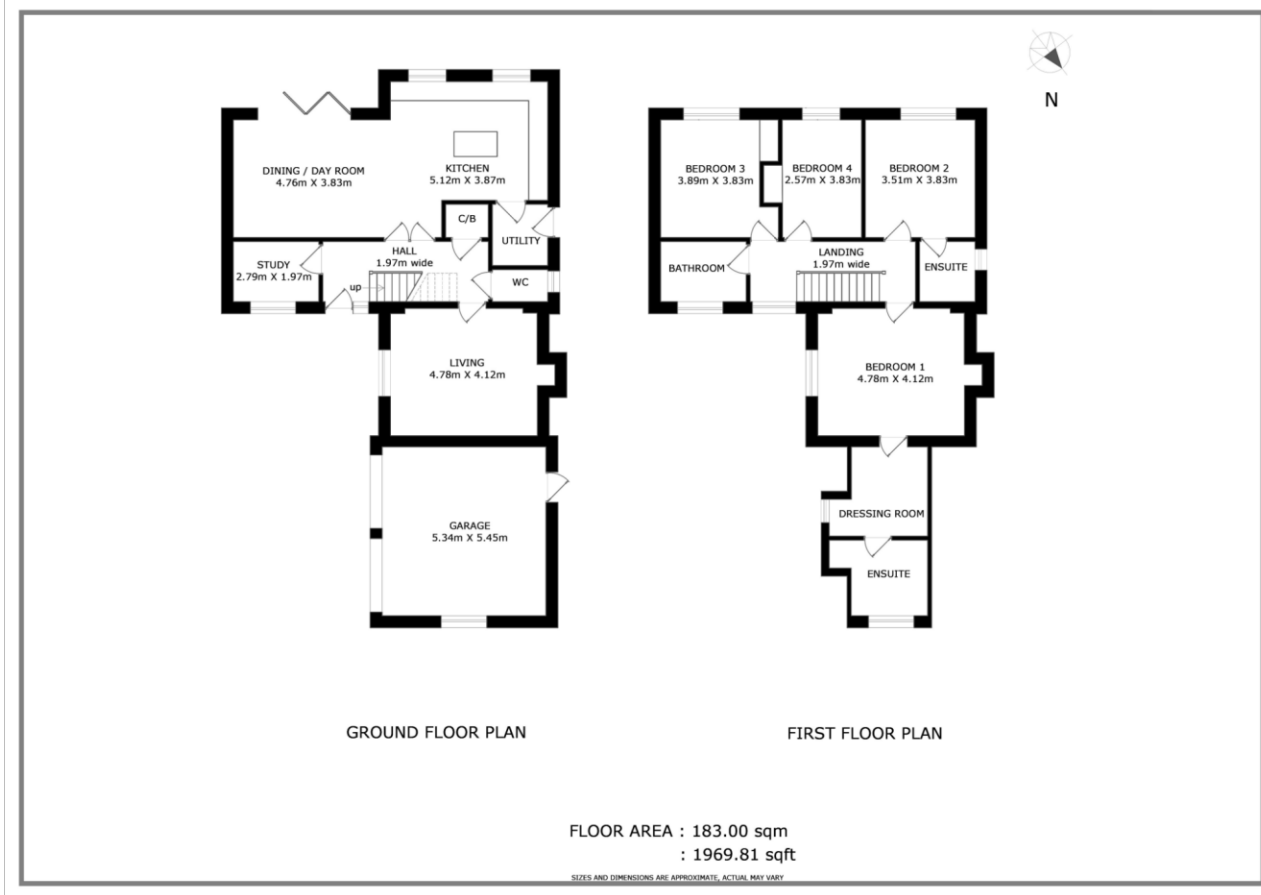 N
DINING / DAY ROOM
4.76m X 3.83m
KITCHEN
5.12m X 3.87m
C/B
UTILITY
HALL
1.97m wide
STUDY
2.79m X 1.97m
up
WC
LIVING
4.78m X 4.12m
GARAGE
5.34m X 5.45m
GROUND FLOOR PLAN
BEDROOM 3
3.89m X 3.83m
BEDROOM 4
2.57m X 3.83m
BEDROOM 2
3.51m X 3.83m
BATHROOM
LANDING
1.97m wide
ENSUITE
BEDROOM 1
4.78m X 4.12m
DRESSING ROOM
ENSUITE
FIRST FLOOR PLAN
FLOOR AREA : 183.00 sqm
: 1969.81 sqft
SIZES AND DIMENSIONS ARE APPROXIMATE, ACTUAL MAY VARY